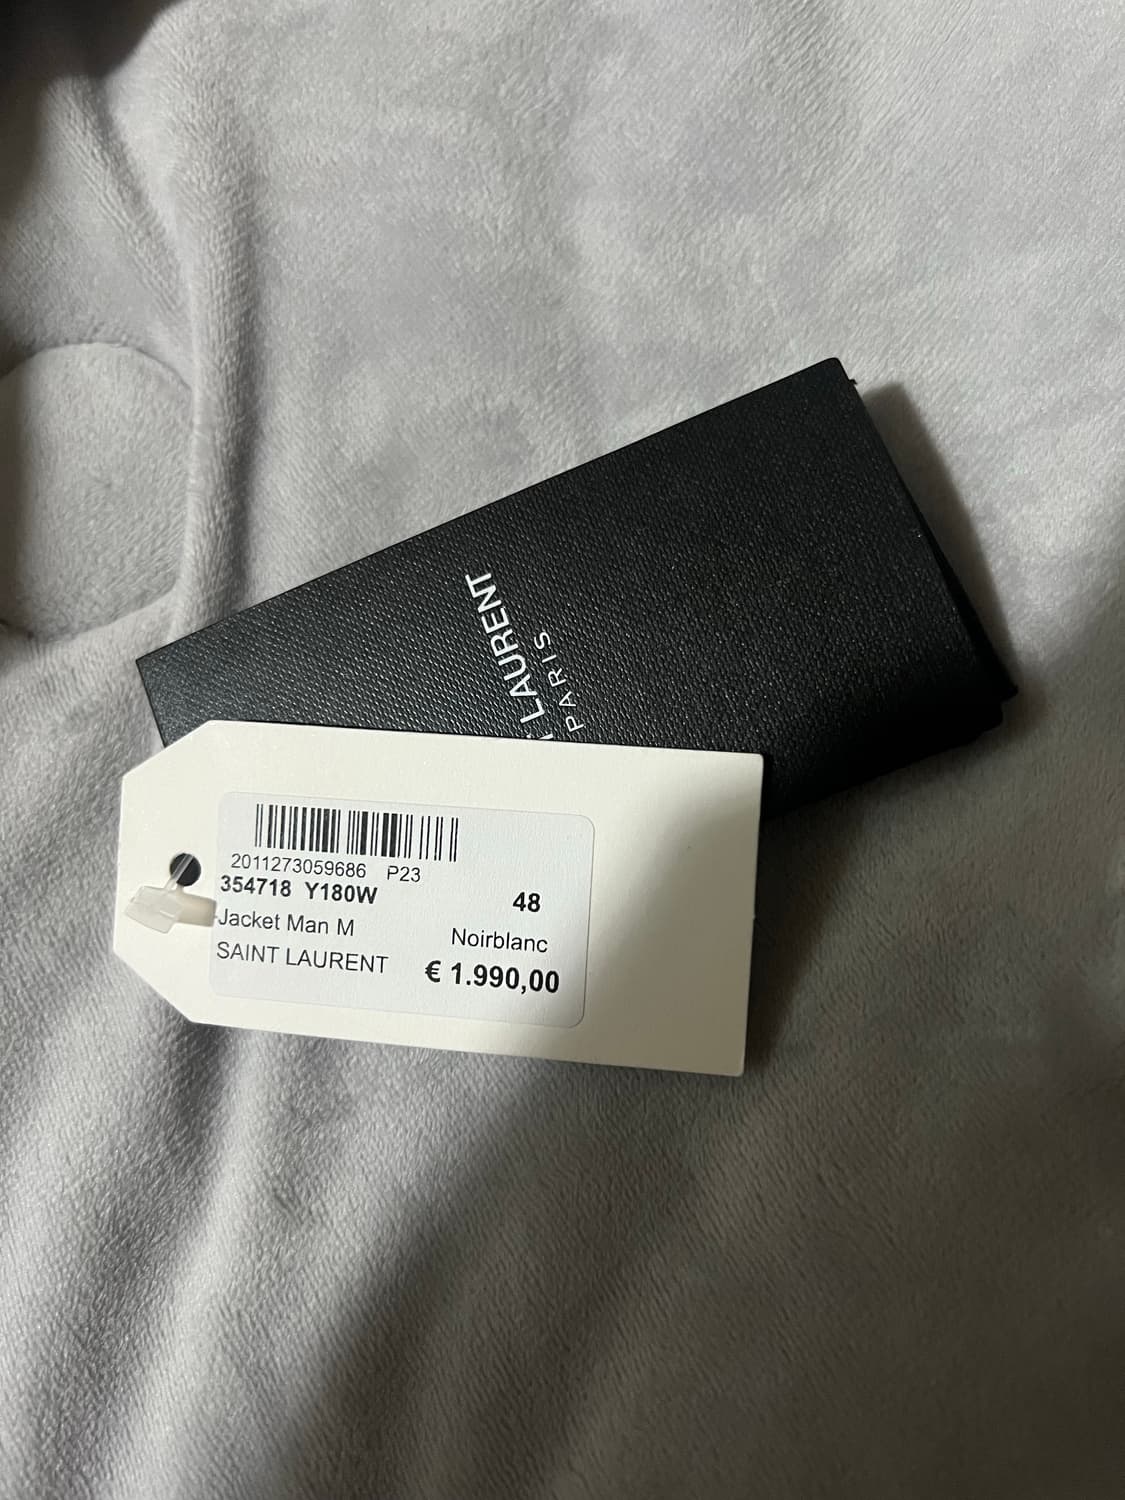 LAURENT
PARIS
2011273059686 P23
354718 Y180W
48
Jacket Man M
Noirblanc
SAINT LAURENT
€ 1.990,00